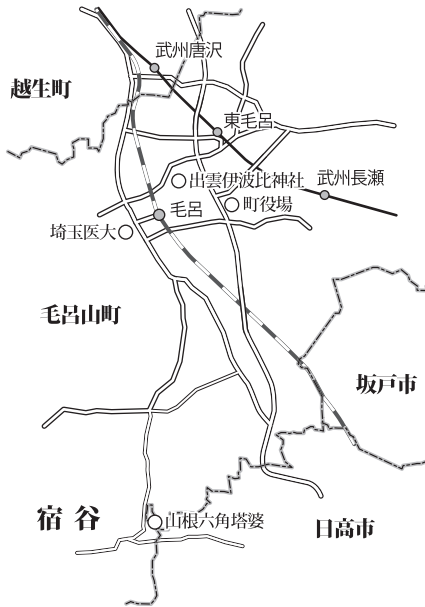 武州唐沢
越生町
東毛呂
出雲伊波比神社
武州長瀬
町役場
毛呂
埼玉医大
毛呂山町
坂戸市
宿谷
山根六角塔婆
日高市